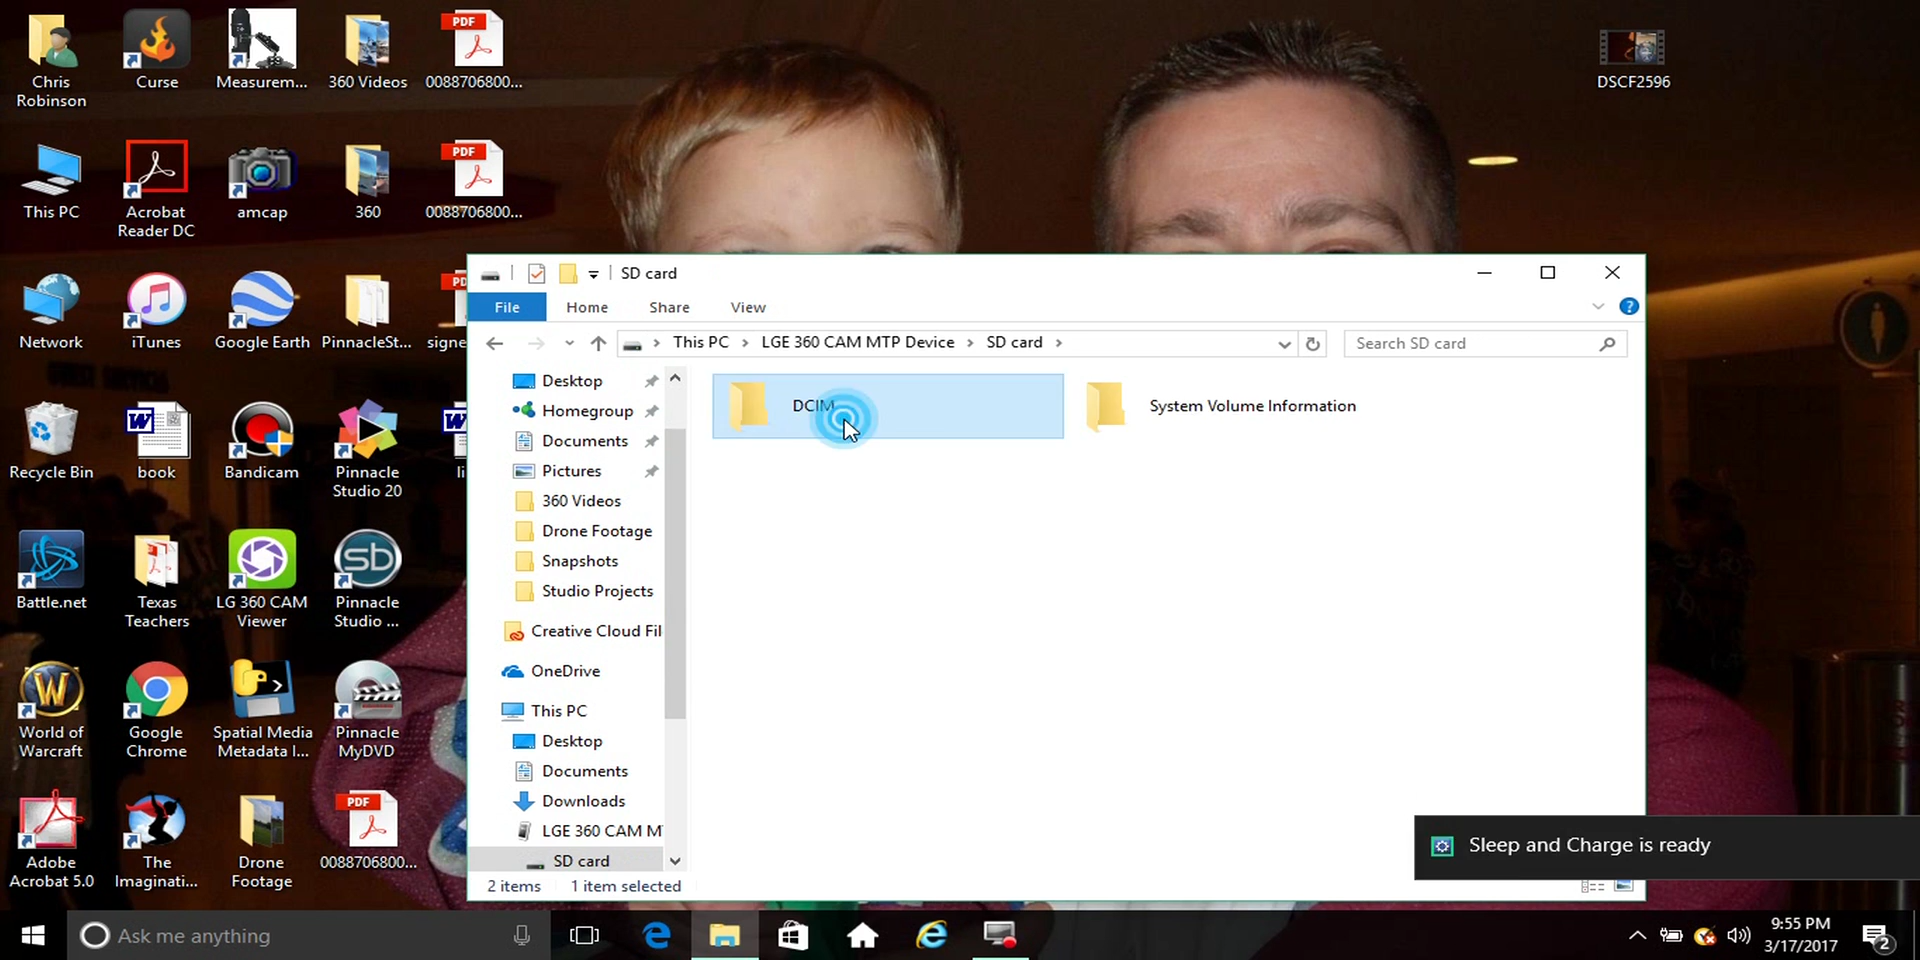 Chris
Robinson
Curse
Measurem...
360 Videos
PDF
0088706800...
DSCF2596
This PC
Acrobat
Reader DC
amcap
360
PDF
0088706800...
Network
iTunes
Google Earth
PinnacleSt...
signe
Recycle Bin
book
Bandicam
Pinnacle
Studio 20
li
Battle.net
Texas
Teachers
LG 360 CAM
Viewer
sb
Pinnacle
Studio ...
World of
Warcraft
Google
Chrome
Spatial Media
Metadata I...
Pinnacle
MyDVD
Adobe
Acrobat 5.0
The
Imaginati...
Drone
Footage
PDF
0088706800...
SD card
File
Home
Share
View
This PC
LGE 360 CAM MTP Device
SD card
Search SD card
Desktop
Homegroup
Documents
Pictures
360 Videos
Drone Footage
Snapshots
Studio Projects
Creative Cloud Fil
OneDrive
This PC
Desktop
Documents
Downloads
LGE 360 CAM M
SD card
DCIM
System Volume Information
2 items
1 item selected
Sleep and Charge is ready
Ask me anything
9:55 PM
3/17/2017
2